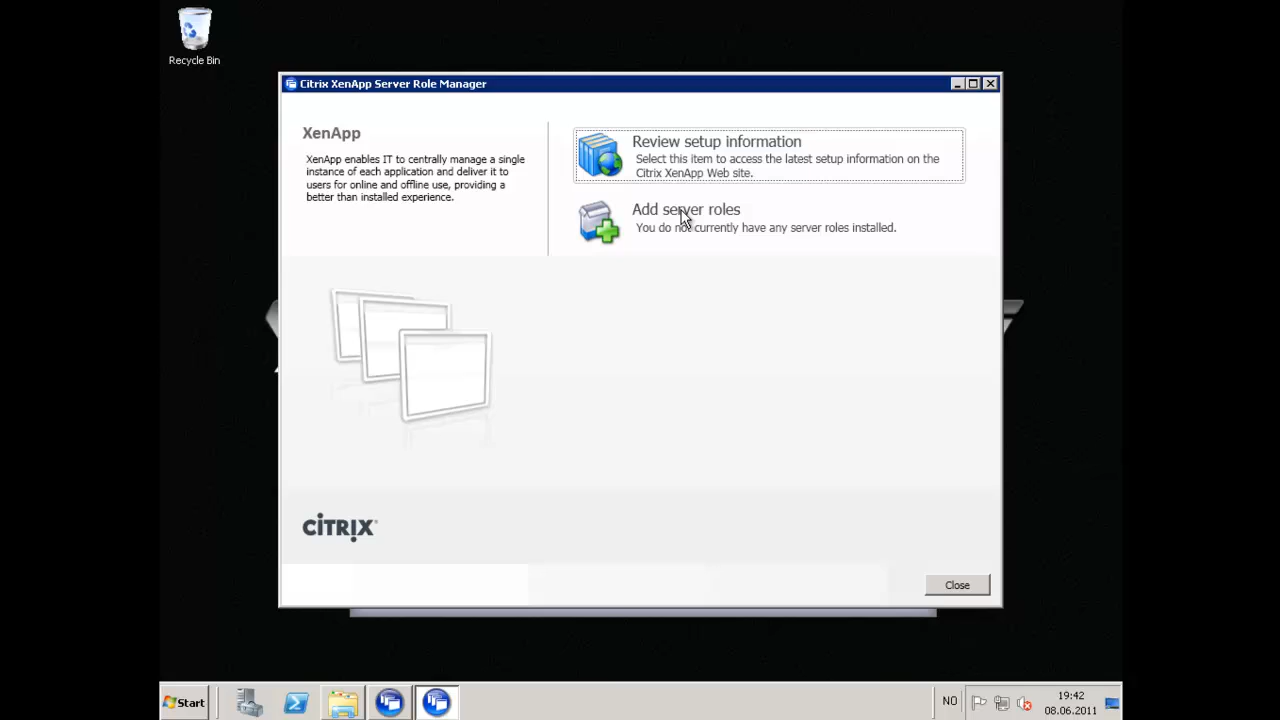 Recycle Bin
Citrix XenApp Server Role Manager
XenApp
XenApp enables IT to centrally manage a single
instance of each application and deliver it to
users for online and offline use, providing a
better than installed experience.
Review setup information
Select this item to access the latest setup information on the
Citrix XenApp Web site.
Add server roles
You do not currently have any server roles installed.
CITRIX
Close
Start
NO
19:42
08.06.2011